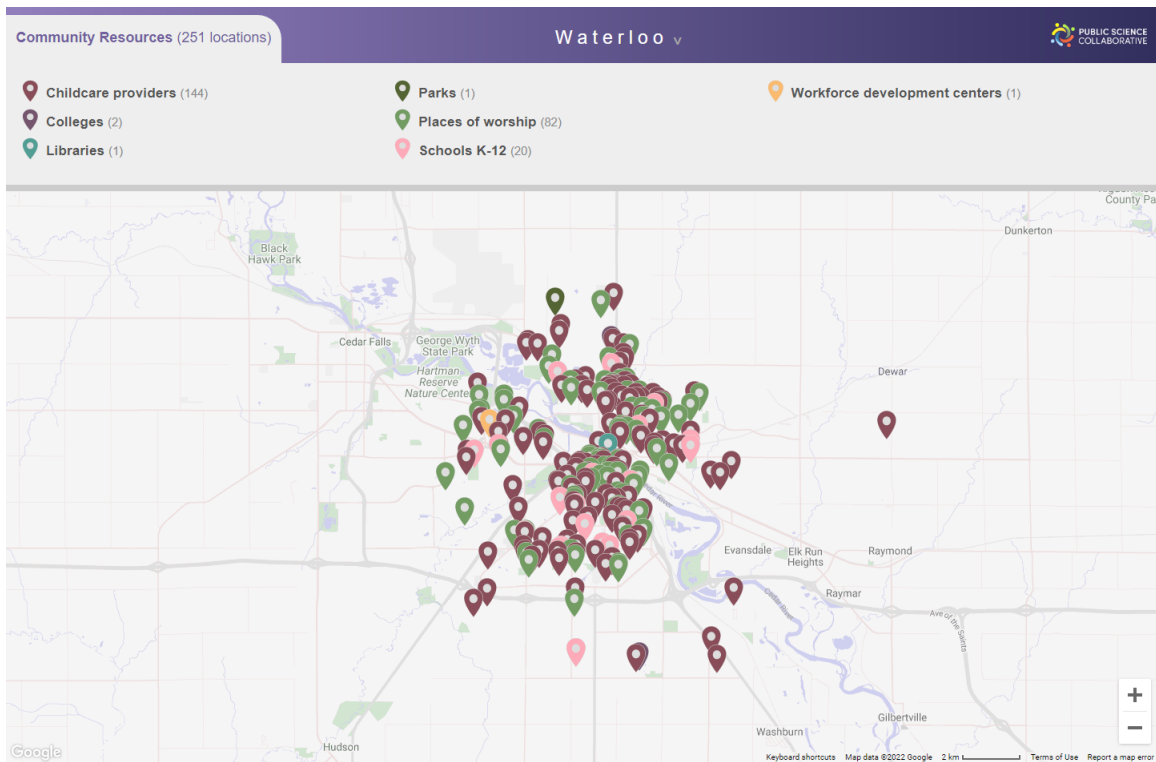 Community Resources (251 locations)
Waterloo v
PUBLIC SCIENCE
COLLABORATIVE
Childcare providers (144)
Colleges (2)
Libraries (1)
Parks (1)
Places of worship (82)
Schools K-12 (20)
Workforce development centers (1)
County Pa
Dunkerton
Black
Hawk Park
Cedar Falls
George Wyth
State Park
Hartman
Reserve
Nature Center
Dewar
Evansdale
Elk Run
Heights
Raymond
Raymar
Cedar River
Ave of the Saints
Gilbertville
Washburn
Hudson
Google
+
−
Keyboard shortcuts
Map data ©2022 Google
2 km
Terms of Use
Report a map error